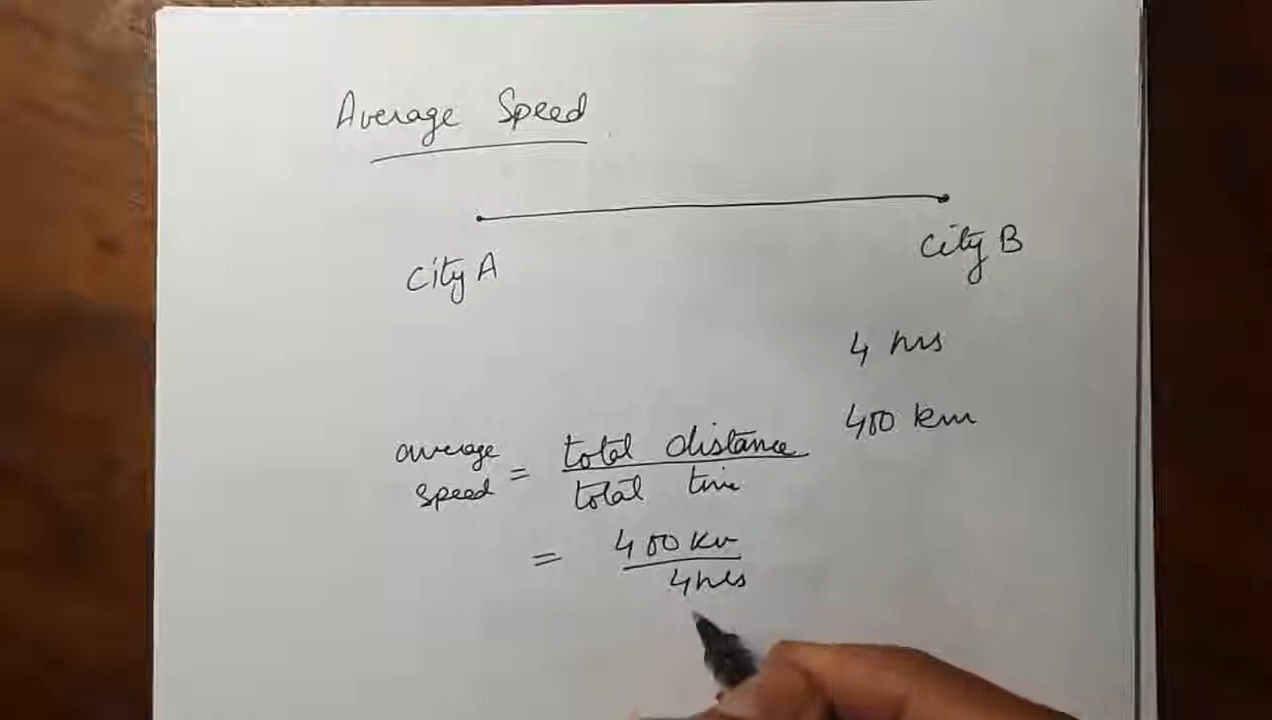 Average Speed
City A
City B
4 hrs
400 km
average speed = total distance / total time
= 400 km / 4 hrs